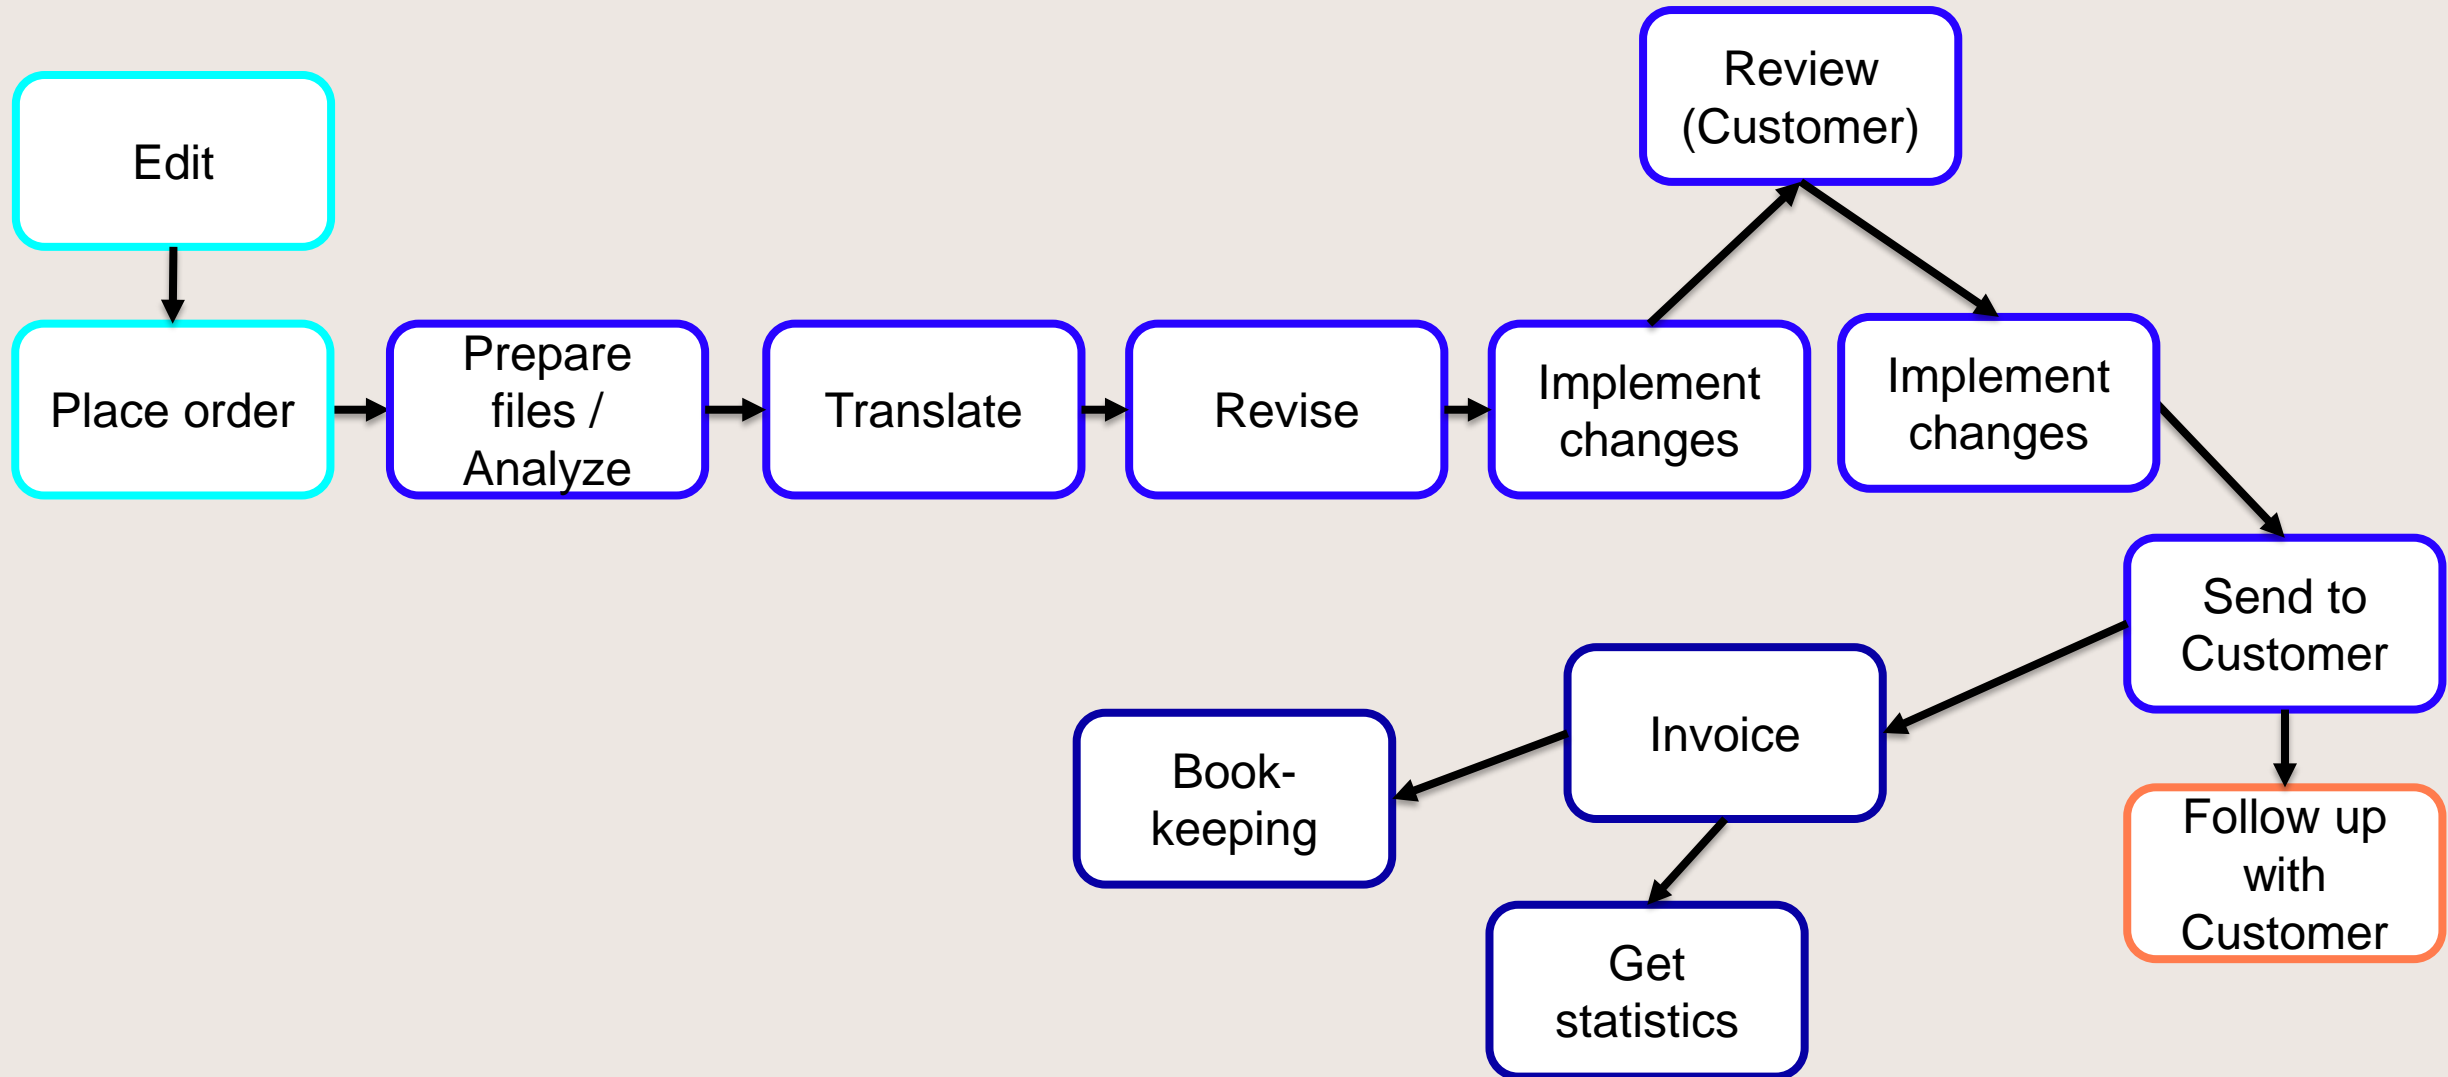 Edit
Place order
Prepare
files /
Analyze
Translate
Revise
Implement
changes
Review
(Customer)
Implement
changes
Send to
Customer
Follow up
with
Customer
Invoice
Book-
keeping
Get
statistics